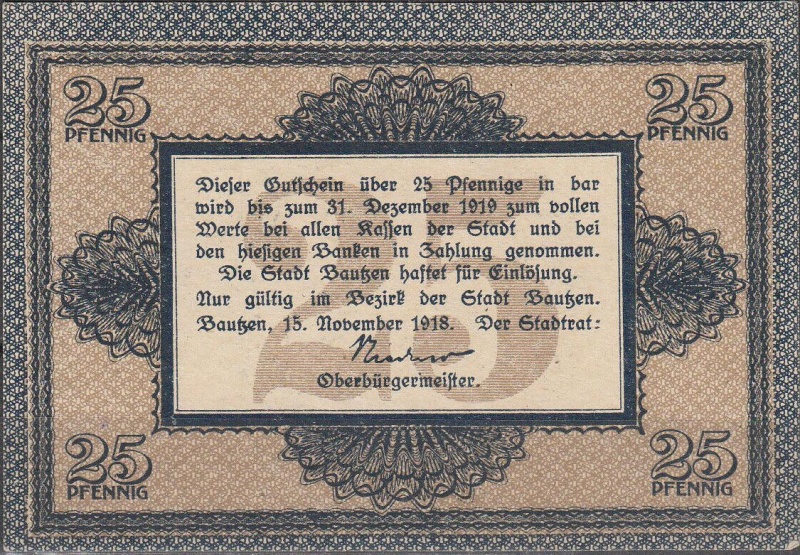 25 25
PFENNIG PFENNIG
Dieser Gutschein über 25 Pfennige in bar
wird bis zum 31. Dezember 1919 zum vollen
Werte bei allen Kassen der Stadt und bei
den hiesigen Banken in Zahlung genommen.
Die Stadt Bautzen haftet für Einlösung.
Nur gültig im Bezirk der Stadt Bautzen.
Bautzen, 15. November 1918. Der Stadtrat:
Oberbürgermeister.
25
25 25
PFENNIG PFENNIG